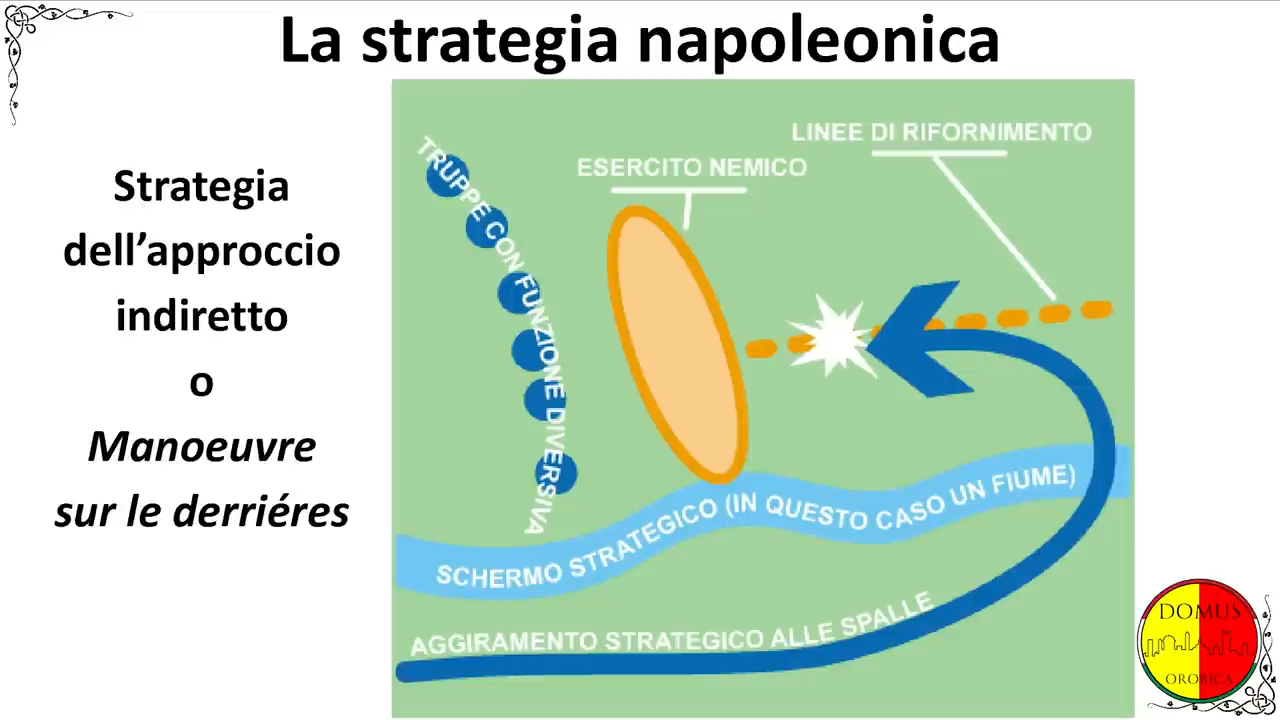 La strategia napoleonica
Strategia
dell’approccio
indiretto
o
Manoeuvre
sur le derriéres
LINEE DI RIFORNIMENTO
ESERCITO NEMICO
TRUPPE CON FUNZIONE DIVERSIVA
SCHERMO STRATEGICO (IN QUESTO CASO UN FIUME)
AGGIRAMENTO STRATEGICO ALLE SPALLE
DOMUS
OROBICA